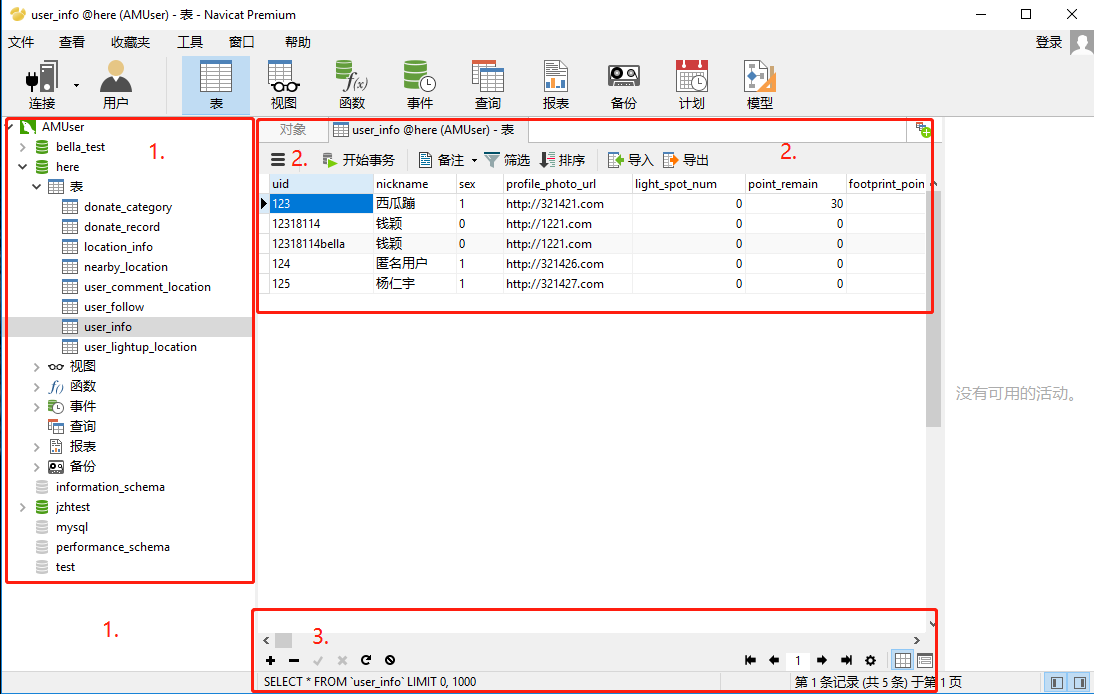 user_info @here (AMUser) - 表 - Navicat Premium
文件 查看 收藏夹 工具 窗口 帮助 登录
连接 用户 表 视图 函数 事件 查询 报表 备份 计划 模型
AMUser
bella_test
here
表
donate_category
donate_record
location_info
nearby_location
user_comment_location
user_follow
user_info
user_lightup_location
视图
函数
事件
查询
报表
备份
information_schema
jzhtest
mysql
performance_schema
test
1.
1.
对象 user_info @here (AMUser) - 表
2. 开始事务 备注 筛选 排序 导入 导出
2.
uid nickname sex profile_photo_url light_spot_num point_remain footprint_poin
123 西瓜蹦 1 http://321421.com 0 30
12318114 钱颖 0 http://1221.com 0 0
12318114bella 钱颖 0 http://1221.com 0 0
124 匿名用户 1 http://321426.com 0 0
125 杨仁宇 1 http://321427.com 0 0
没有可用的活动。
3.
1
SELECT * FROM `user_info` LIMIT 0, 1000 第 1 条记录 (共 5 条) 于第 1 页